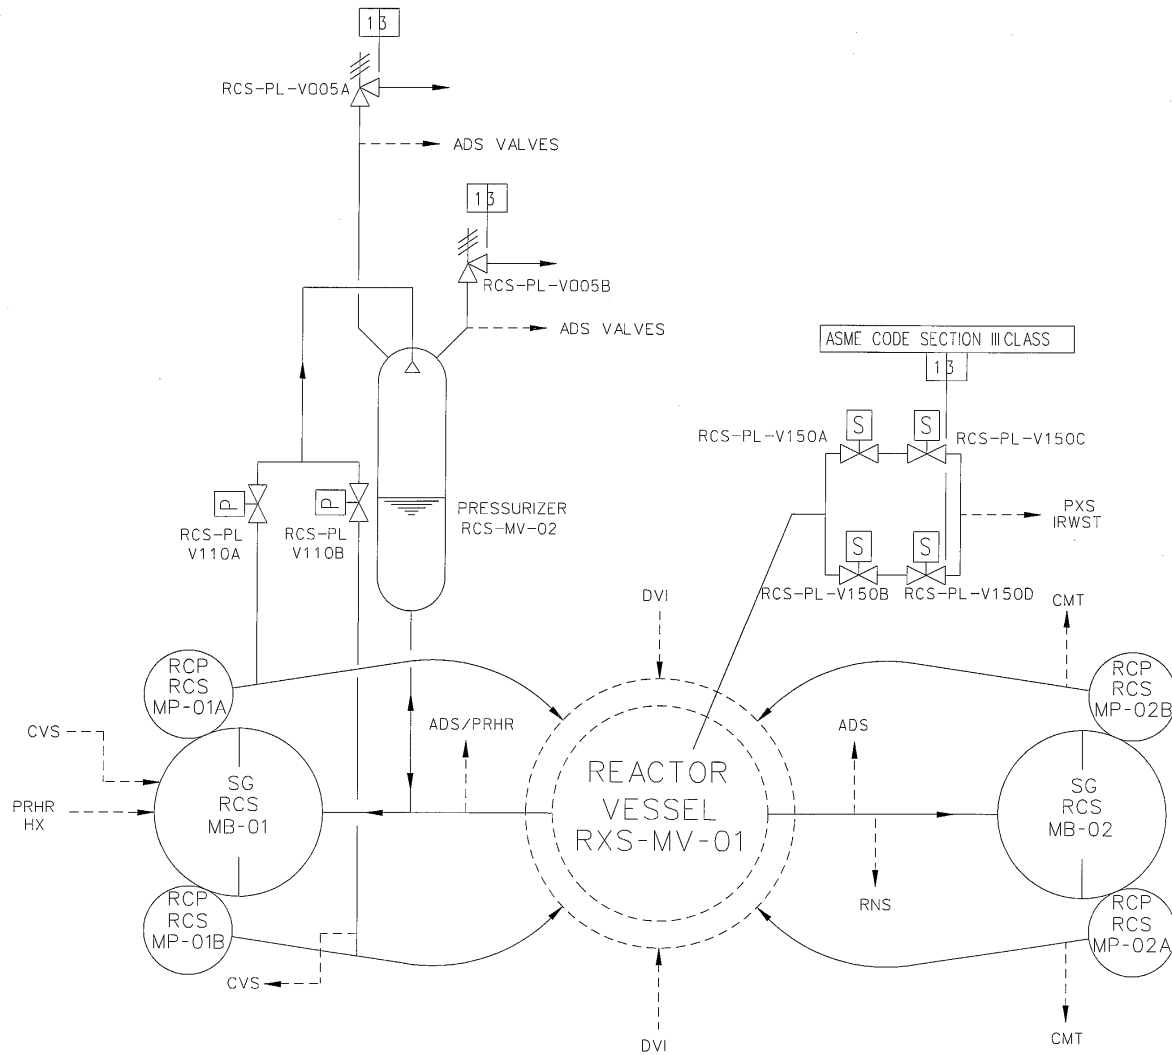 13
RCS-PL-V005A
ADS VALVES
13
RCS-PL-V005B
ADS VALVES
ASME CODE SECTION III CLASS
13
RCS-PL-V150A
S
S
RCS-PL-V150C
P
RCS-PL
V110A
P
RCS-PL
V110B
PRESSURIZER
RCS-MV-02
PXS
IRWST
S
S
RCS-PL-V150B
RCS-PL-V150D
DVI
CMT
RCP
RCS
MP-01A
RCP
RCS
MP-02B
CVS
ADS/PRHR
ADS
PRHR
HX
SG
RCS
MB-01
REACTOR
VESSEL
RXS-MV-01
SG
RCS
MB-02
RNS
RCP
RCS
MP-01B
RCP
RCS
MP-02A
CVS
DVI
CMT